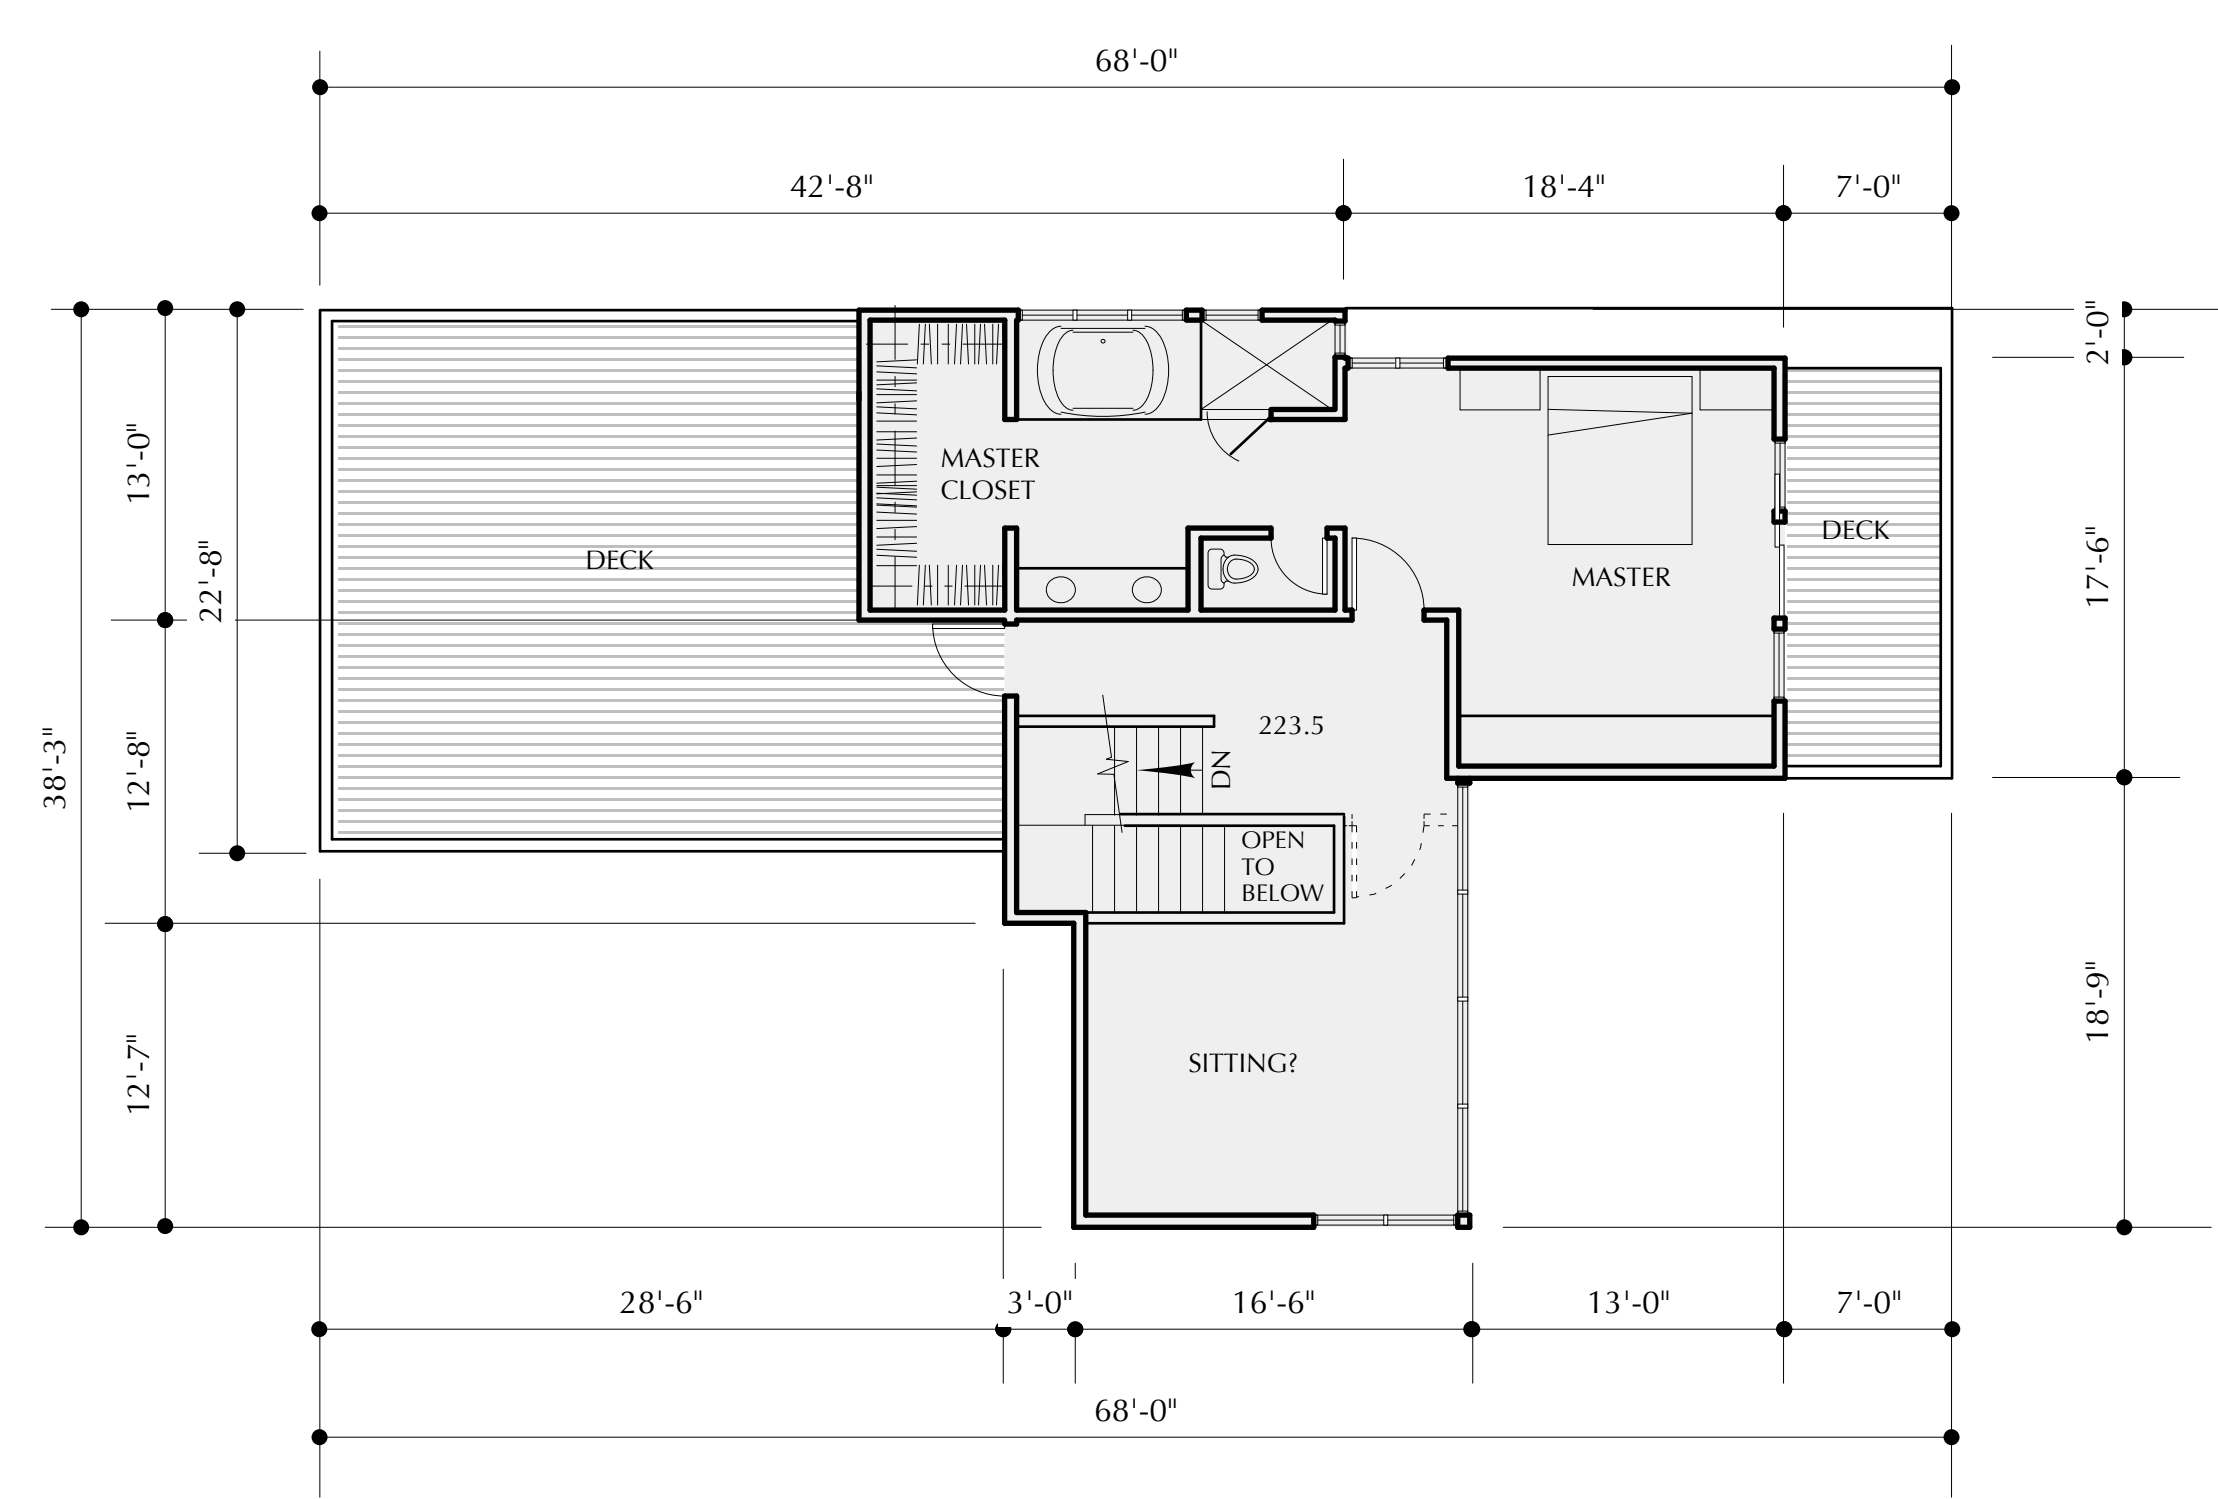 68'-0"
42'-8"
18'-4"
7'-0"
2'-0"
13'-0"
22'-8"
MASTER
CLOSET
DECK
DECK
MASTER
17'-6"
38'-3"
12'-8"
223.5
DN
OPEN
TO
BELOW
18'-9"
12'-7"
SITTING?
28'-6"
3'-0"
16'-6"
13'-0"
7'-0"
68'-0"